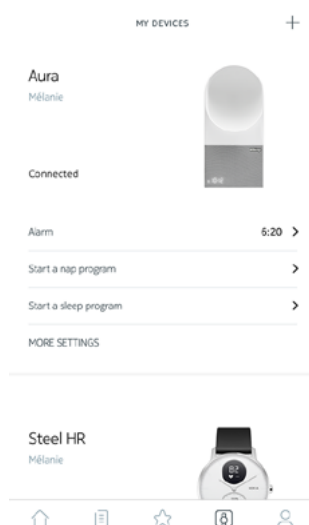 MY DEVICES
Aura
Mélanie
Connected
Alarm 6:20
Start a nap program
Start a sleep program
MORE SETTINGS
Steel HR
Mélanie
82